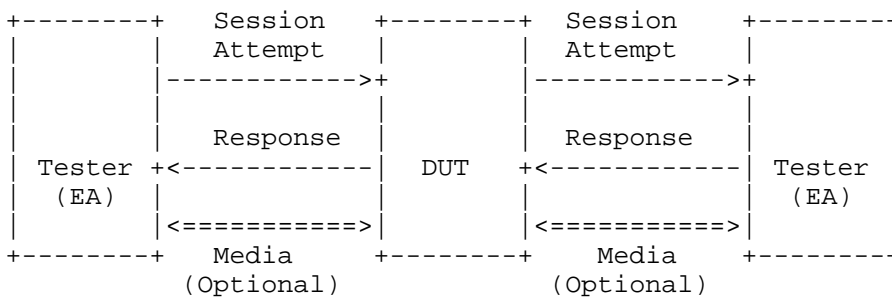 +--------+   Session   +--------+   Session    +--------
|        |   Attempt   |        |   Attempt    |
|        |------------>+        |------------->+
|        |             |        |              |
|        |   Response  |        |   Response   |
| Tester +<------------|  DUT   +<-------------| Tester
|  (EA)  |             |        |              |  (EA)
|        |<===========>|        |<============>|
+--------+    Media    +--------+    Media     +--------
(Optional)   (Optional)